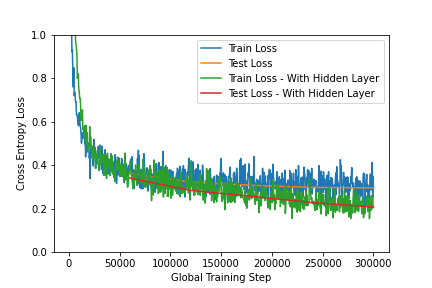 1.0
0.8
0.6
0.4
0.2
0.0
Cross Entropy Loss
Train Loss
Test Loss
Train Loss - With Hidden Layer
Test Loss - With Hidden Layer
0 50000 100000 150000 200000 250000 300000
Global Training Step